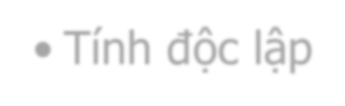 • Tính độc lập